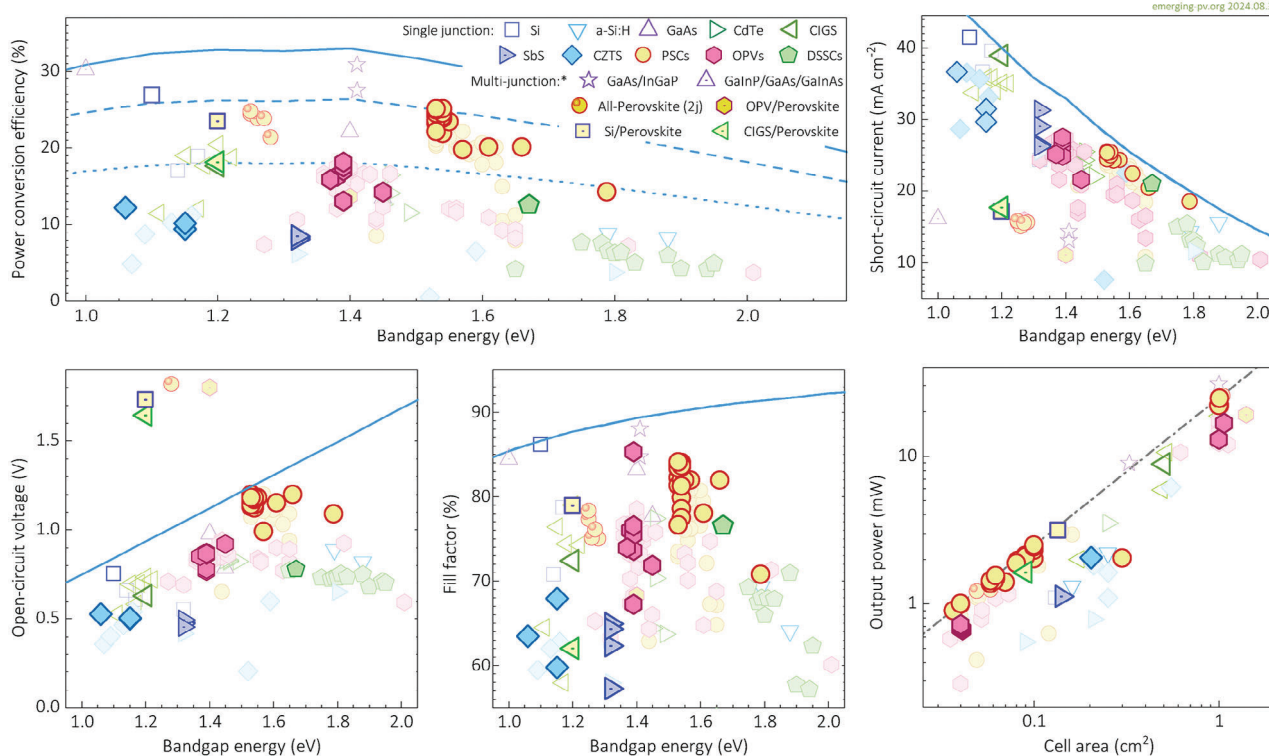 emerging-pv.org 2024.08.
Single junction: Si a-Si:H GaAs CdTe CIGS
SbS CZTS PSCs OPVs DSSCs
Multi-junction:* GaAs/InGaP GaInP/GaAs/GaInAs
All-Perovskite (2j) OPV/Perovskite
Si/Perovskite CIGS/Perovskite
Power conversion efficiency (%)
30
20
10
0
1.0 1.2 1.4 1.6 1.8 2.0
Bandgap energy (eV)
Short-circuit current (mA cm-2)
40
30
20
10
1.0 1.2 1.4 1.6 1.8 2.0
Bandgap energy (eV)
Open-circuit voltage (V)
1.5
1.0
0.5
0.0
1.0 1.2 1.4 1.6 1.8 2.0
Bandgap energy (eV)
Fill factor (%)
90
80
70
60
1.0 1.2 1.4 1.6 1.8 2.0
Bandgap energy (eV)
Output power (mW)
10
1
0.1 1
Cell area (cm2)